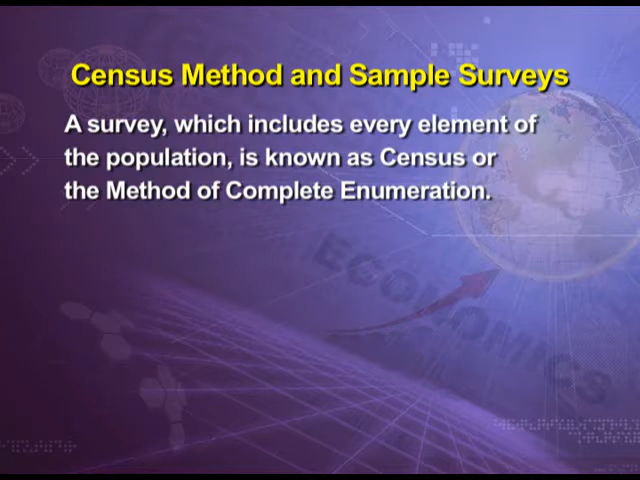 Census Method and Sample Surveys
A survey, which includes every element of
the population, is known as Census or
the Method of Complete Enumeration.
ECONOMICS